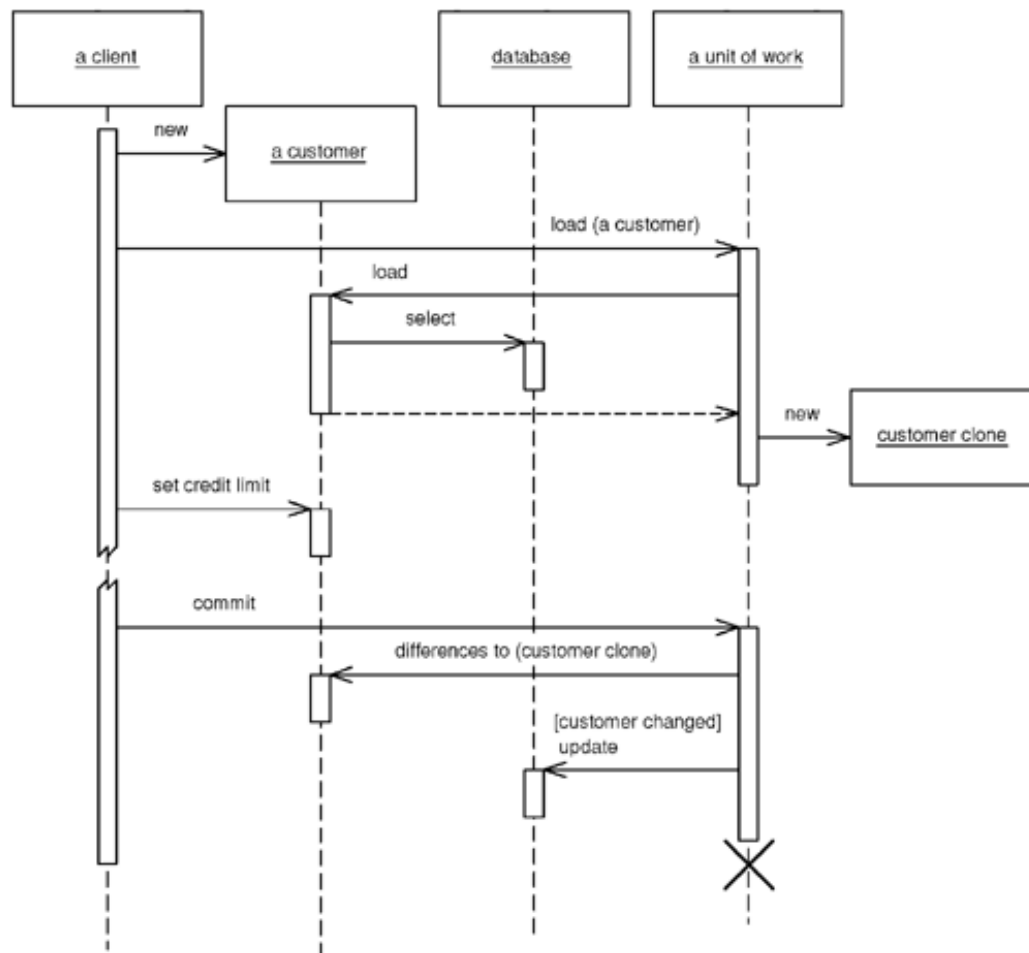 a client
database
a unit of work
new
a customer
load (a customer)
load
select
new
customer clone
set credit limit
commit
differences to (customer clone)
[customer changed]
update